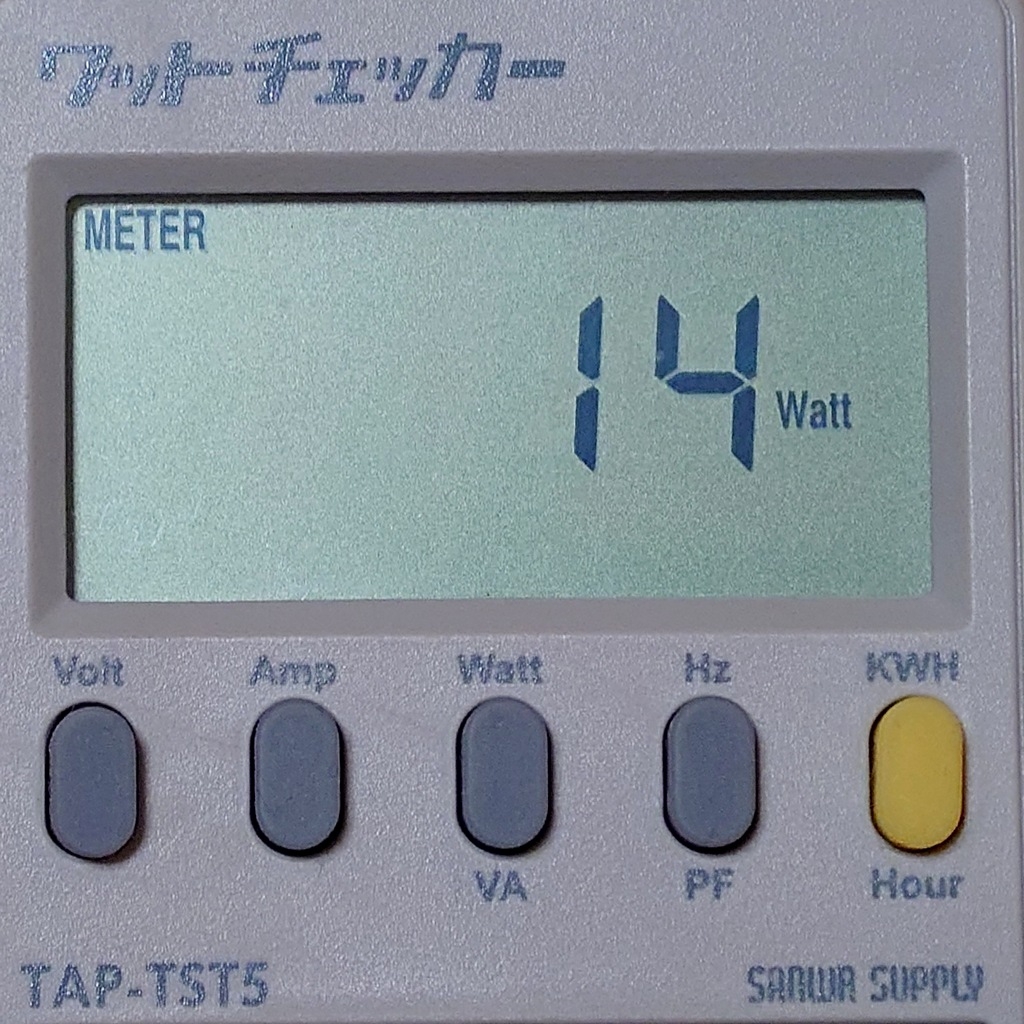 ワットチェッカー
METER
14 Watt
Volt Amp Watt Hz KWH
VA PF Hour
TAP-TST5 SANWA SUPPLY